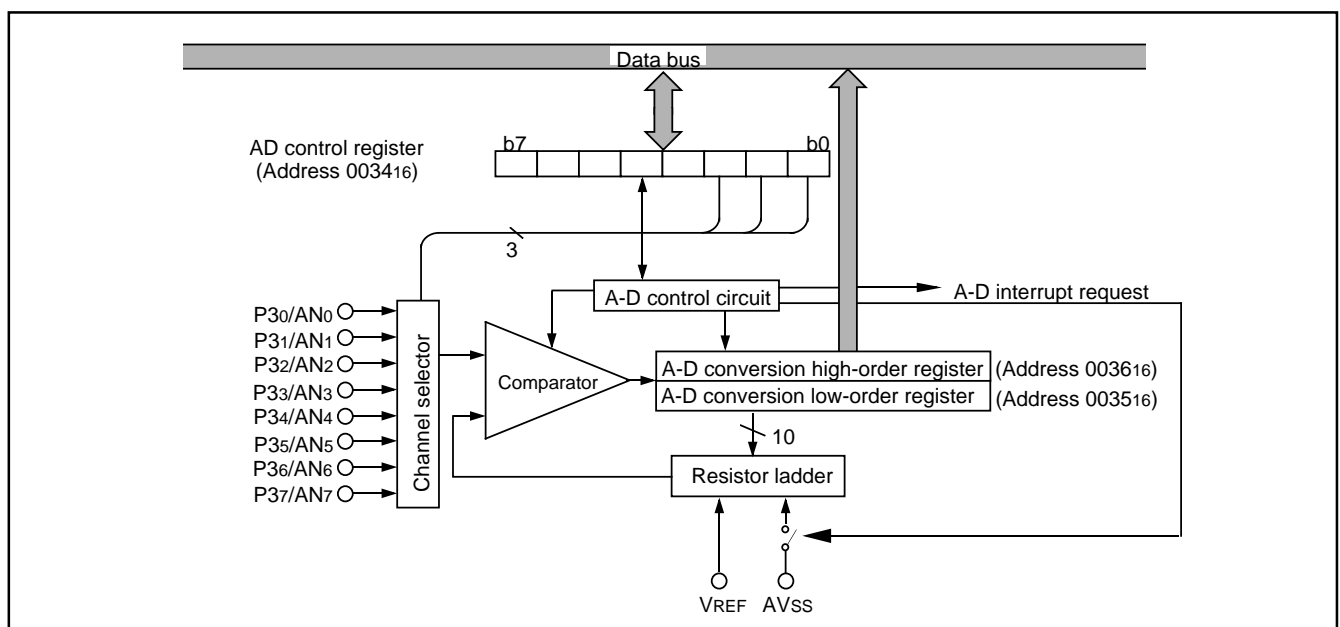 Data bus
b7 b0
AD control register
(Address 003416)
3
A-D control circuit
A-D interrupt request
P30/AN0
P31/AN1
P32/AN2
P33/AN3
P34/AN4
P35/AN5
P36/AN6
P37/AN7
Channel selector
Comparator
A-D conversion high-order register (Address 003616)
A-D conversion low-order register (Address 003516)
10
Resistor ladder
VREF AVSS